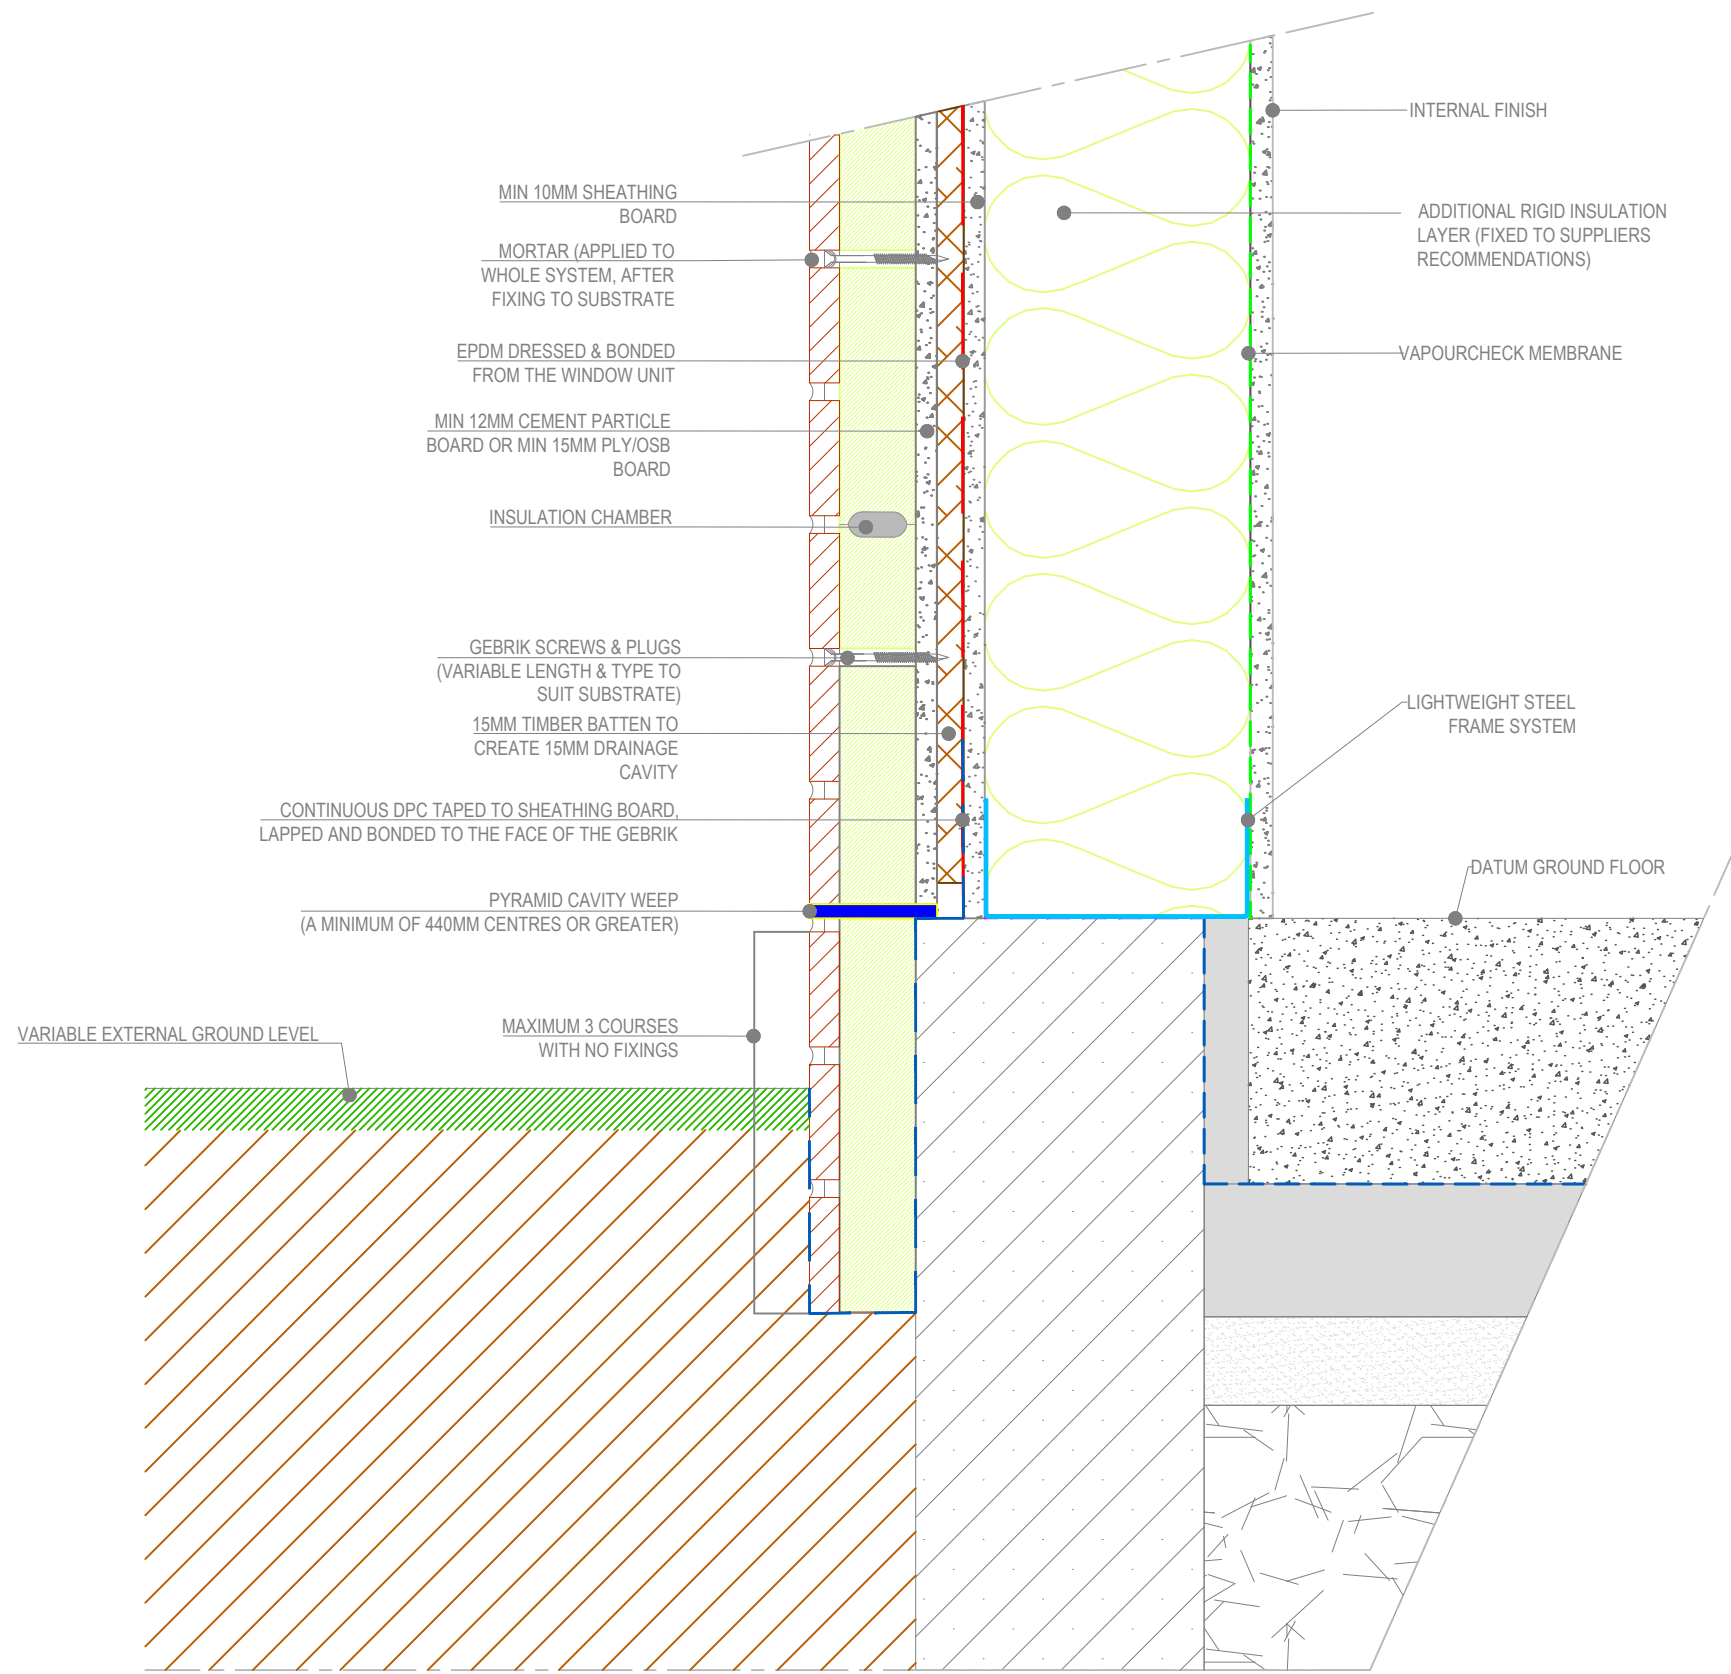 INTERNAL FINISH
MIN 10MM SHEATHING
BOARD
ADDITIONAL RIGID INSULATION
LAYER (FIXED TO SUPPLIERS
RECOMMENDATIONS)
MORTAR (APPLIED TO
WHOLE SYSTEM, AFTER
FIXING TO SUBSTRATE
EPDM DRESSED & BONDED
FROM THE WINDOW UNIT
VAPOURCHECK MEMBRANE
MIN 12MM CEMENT PARTICLE
BOARD OR MIN 15MM PLY/OSB
BOARD
INSULATION CHAMBER
GEBRIK SCREWS & PLUGS
(VARIABLE LENGTH & TYPE TO
SUIT SUBSTRATE)
LIGHTWEIGHT STEEL
FRAME SYSTEM
15MM TIMBER BATTEN TO
CREATE 15MM DRAINAGE
CAVITY
CONTINUOUS DPC TAPED TO SHEATHING BOARD,
LAPPED AND BONDED TO THE FACE OF THE GEBRIK
DATUM GROUND FLOOR
PYRAMID CAVITY WEEP
(A MINIMUM OF 440MM CENTRES OR GREATER)
VARIABLE EXTERNAL GROUND LEVEL
MAXIMUM 3 COURSES
WITH NO FIXINGS